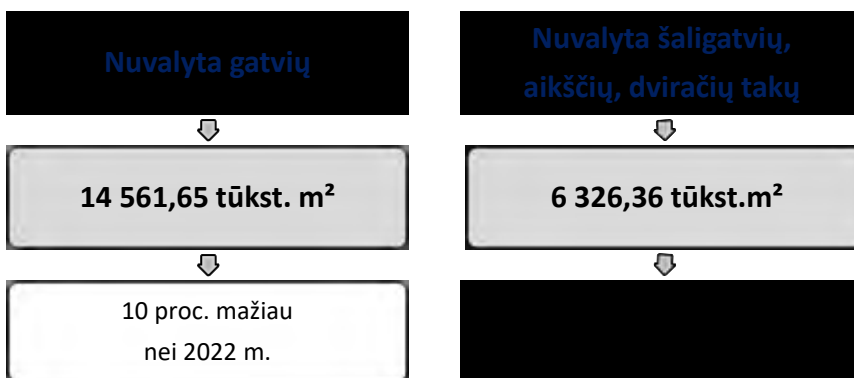 Nuvalyta gatvių
14 561,65 tūkst. m²
10 proc. mažiau
nei 2022 m.
Nuvalyta šaligatvių,
aikščių, dviračių takų
6 326,36 tūkst.m²